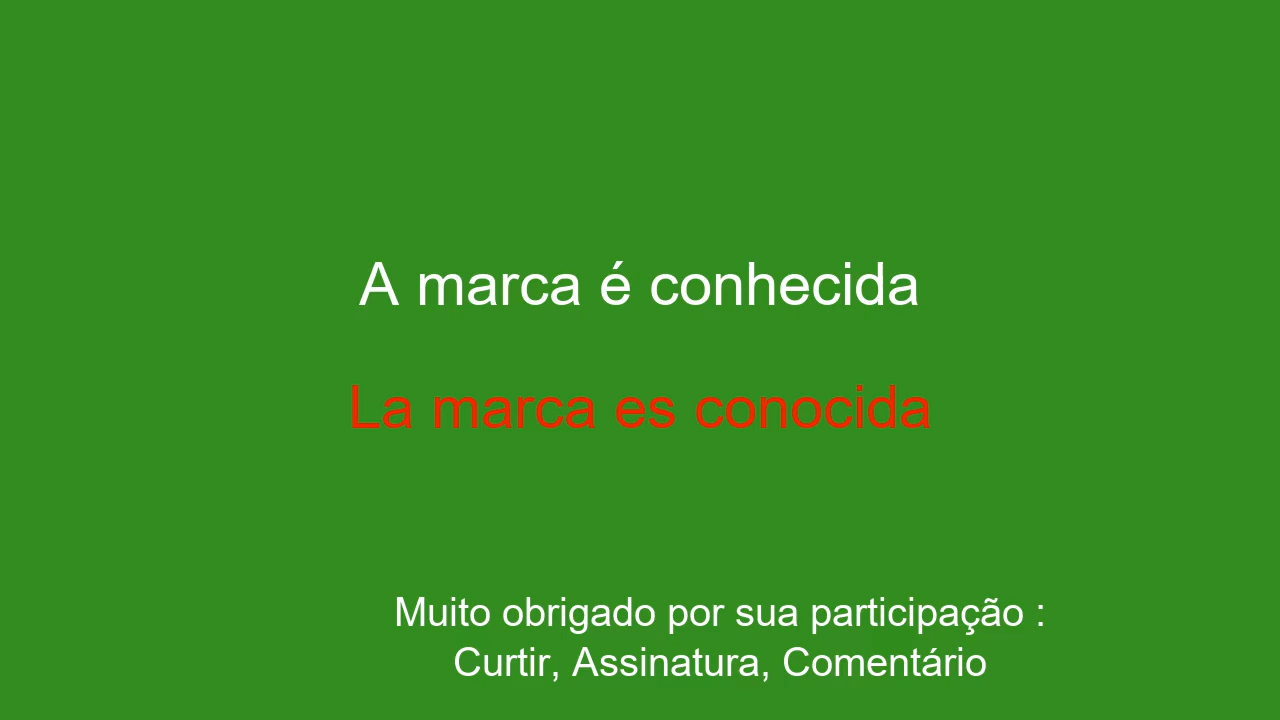 A marca é conhecida
La marca es conocida
Muito obrigado por sua participação :
Curtir, Assinatura, Comentário